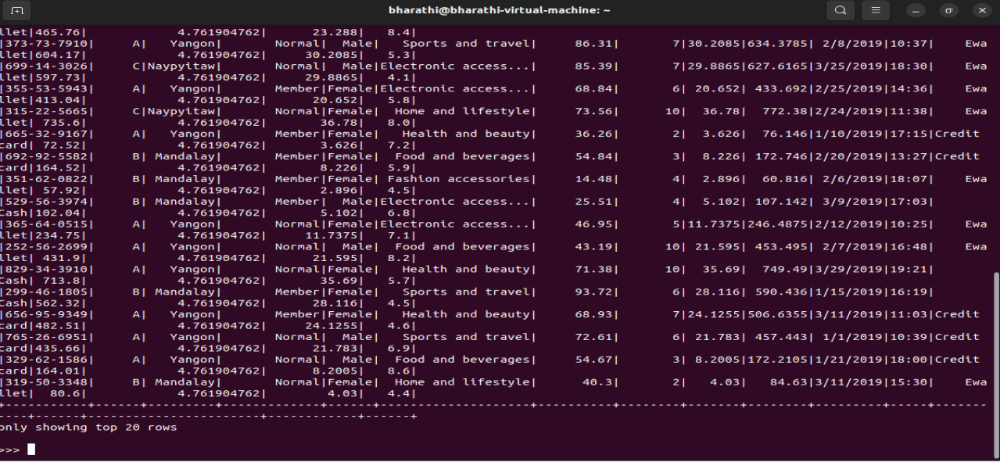 bharathi@bharathi-virtual-machine: ~
llet|465.76|             4.761904762|       23.288|   8.4|
|373-73-7910|     A|   Yangon|       Normal|  Male|   Sports and travel|     86.31|       7|30.2085|634.3785| 2/8/2019|10:37|    Ewa
llet|604.17|             4.761904762|      30.2085|   5.3|
|699-14-3026|     C|Naypyitaw|       Normal|  Male|Electronic access...|     85.39|       7|29.8865|627.6165|3/25/2019|18:30|    Ewa
llet|597.73|             4.761904762|      29.8865|   4.1|
|355-53-5943|     A|   Yangon|       Member|Female|Electronic access...|     68.84|       6| 20.652| 433.692|2/25/2019|14:36|    Ewa
llet|413.04|             4.761904762|       20.652|   5.8|
|315-22-5665|     C|Naypyitaw|       Normal|Female|  Home and lifestyle|     73.56|      10|  36.78|  772.38|2/24/2019|11:38|    Ewa
llet| 735.6|             4.761904762|        36.78|   8.0|
|665-32-9167|     A|   Yangon|       Member|Female|   Health and beauty|     36.26|       2|  3.626|  76.146|1/10/2019|17:15|Credit
card| 72.52|             4.761904762|        3.626|   7.2|
|692-92-5582|     B| Mandalay|       Member|Female|  Food and beverages|     54.84|       3|  8.226| 172.746|2/20/2019|13:27|Credit
card|164.52|             4.761904762|        8.226|   5.9|
|351-62-0822|     B| Mandalay|       Member|Female| Fashion accessories|     14.48|       4|  2.896|  60.816| 2/6/2019|18:07|    Ewa
llet| 57.92|             4.761904762|        2.896|   4.5|
|529-56-3974|     B| Mandalay|       Member|  Male|Electronic access...|     25.51|       4|  5.102| 107.142| 3/9/2019|17:03|
Cash|102.04|             4.761904762|        5.102|   6.8|
|365-64-0515|     A|   Yangon|       Normal|Female|Electronic access...|     46.95|       5|11.7375|246.4875|2/12/2019|10:25|    Ewa
llet|234.75|             4.761904762|      11.7375|   7.1|
|252-56-2699|     A|   Yangon|       Normal|  Male|  Food and beverages|     43.19|      10| 21.595| 453.495| 2/7/2019|16:48|    Ewa
llet| 431.9|             4.761904762|       21.595|   8.2|
|829-34-3910|     A|   Yangon|       Normal|Female|   Health and beauty|     71.38|      10|  35.69|  749.49|3/29/2019|19:21|
Cash| 713.8|             4.761904762|        35.69|   5.7|
|299-46-1805|     B| Mandalay|       Member|Female|   Sports and travel|     93.72|       6| 28.116| 590.436|1/15/2019|16:19|
Cash|562.32|             4.761904762|       28.116|   4.5|
|656-95-9349|     A|   Yangon|       Member|Female|   Health and beauty|     68.93|       7|24.1255|506.6355|3/11/2019|11:03|Credit
card|482.51|             4.761904762|      24.1255|   4.6|
|765-26-6951|     A|   Yangon|       Normal|  Male|   Sports and travel|     72.61|       6| 21.783| 457.443| 1/1/2019|10:39|Credit
card|435.66|             4.761904762|       21.783|   6.9|
|329-62-1586|     A|   Yangon|       Normal|  Male|  Food and beverages|     54.67|       3| 8.2005|172.2105|1/21/2019|18:00|Credit
card|164.01|             4.761904762|       8.2005|   8.6|
|319-50-3348|     B| Mandalay|       Normal|Female|  Home and lifestyle|      40.3|       2|   4.03|   84.63|3/11/2019|15:30|    Ewa
llet|  80.6|             4.761904762|         4.03|   4.4|
+-----------+------+---------+-------------+------+--------------------+----------+--------+-------+--------+---------+-----+-------
----+------+-----------------------+------------+------+
only showing top 20 rows
>>>